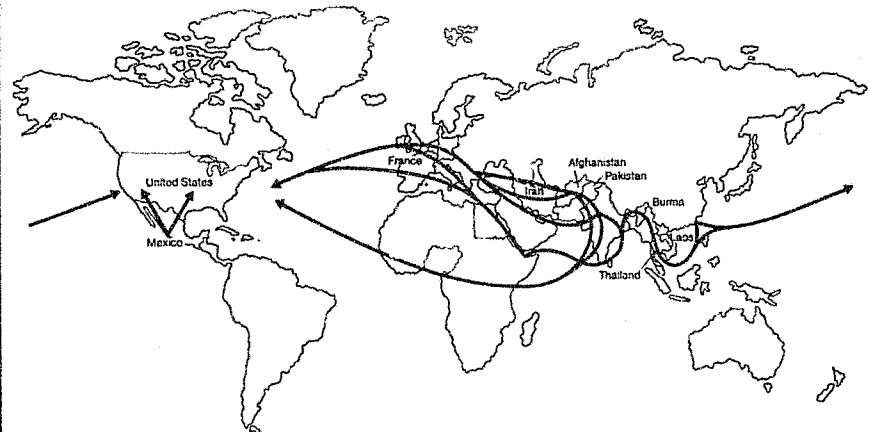 France
Afghanistan
Pakistan
Iran
United States
Burma
Mexico
Laos
Thailand